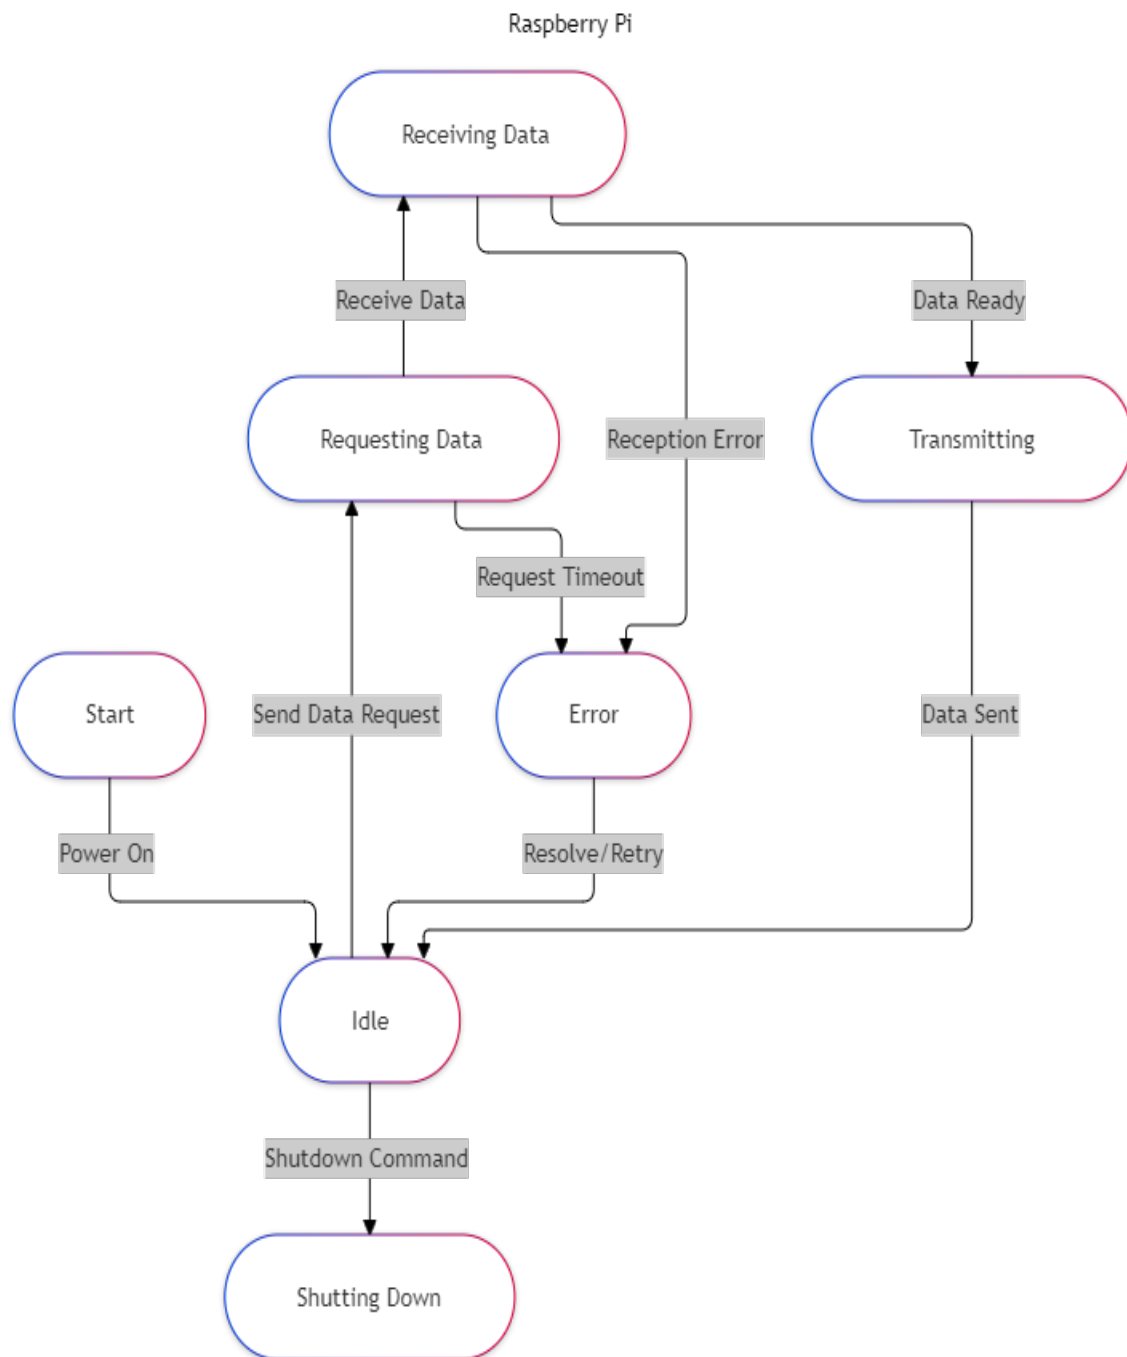 Raspberry Pi
Receiving Data
Receive Data
Data Ready
Requesting Data
Reception Error
Transmitting
Request Timeout
Start
Send Data Request
Error
Data Sent
Power On
Resolve/Retry
Idle
Shutdown Command
Shutting Down